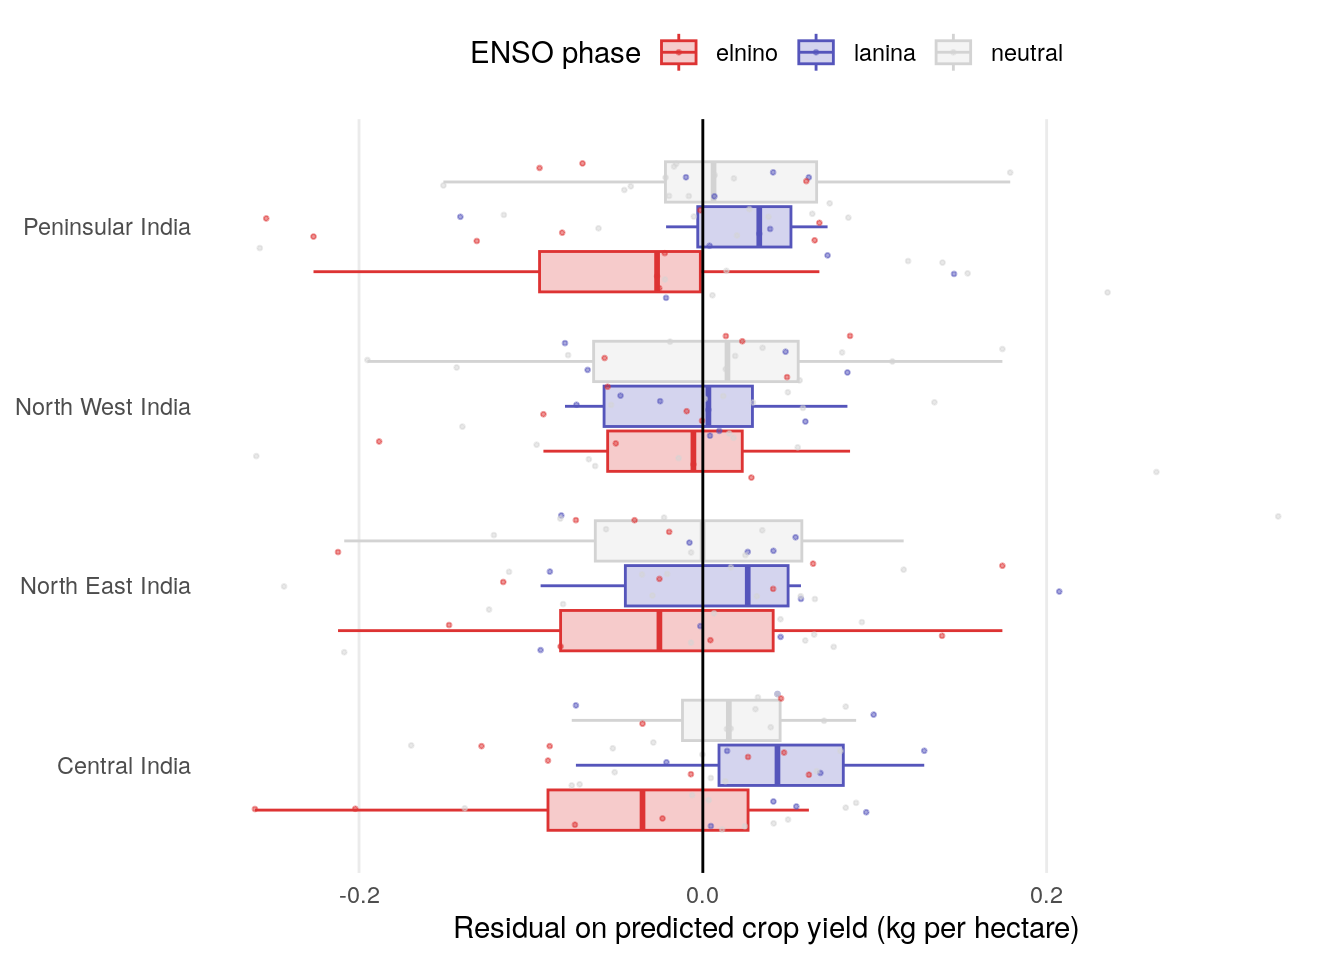 ENSO phase elnino lanina neutral
Peninsular India
North West India
North East India
Central India
-0.2 0.0 0.2
Residual on predicted crop yield (kg per hectare)